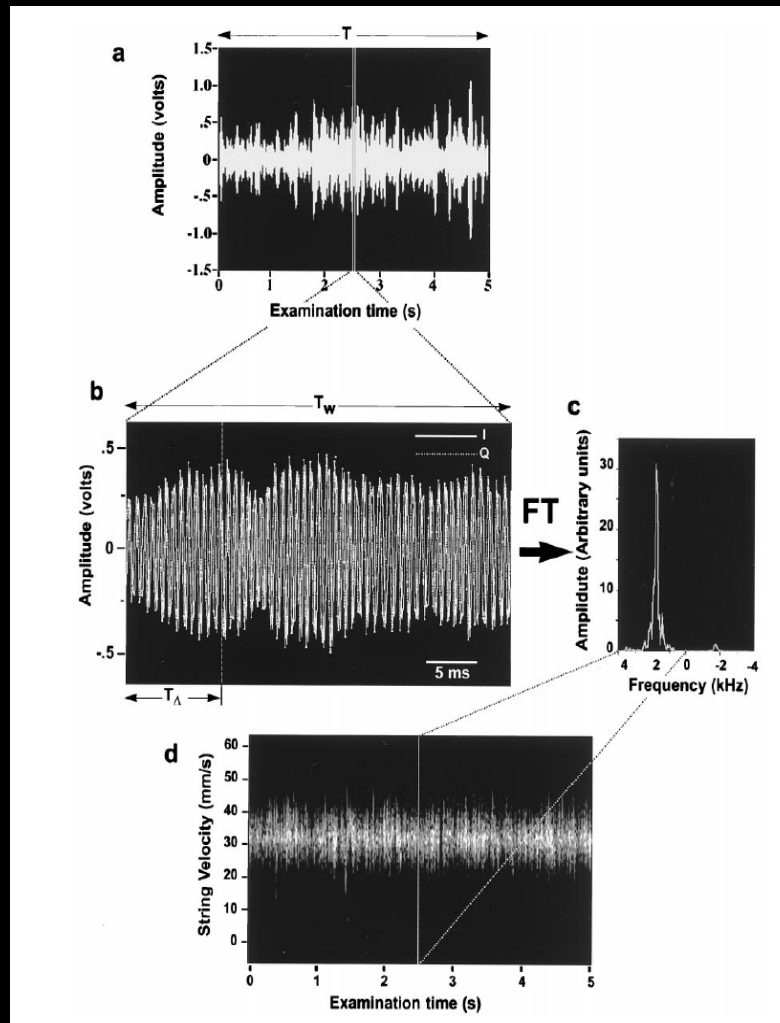 a
T
Amplitude (volts)
1.5
1.0
.5
0
-.5
-1.0
-1.5
0 1 2 3 4 5
Examination time (s)
b
Tw
I
Q
Amplitude (volts)
.5
0
-.5
5 ms
TΔ
FT
c
Amplidute (Arbitrary units)
30
20
10
0
4 2 0 -2 -4
Frequency (kHz)
d
String Velocity (mm/s)
60
50
40
30
20
10
0
0 1 2 3 4 5
Examination time (s)